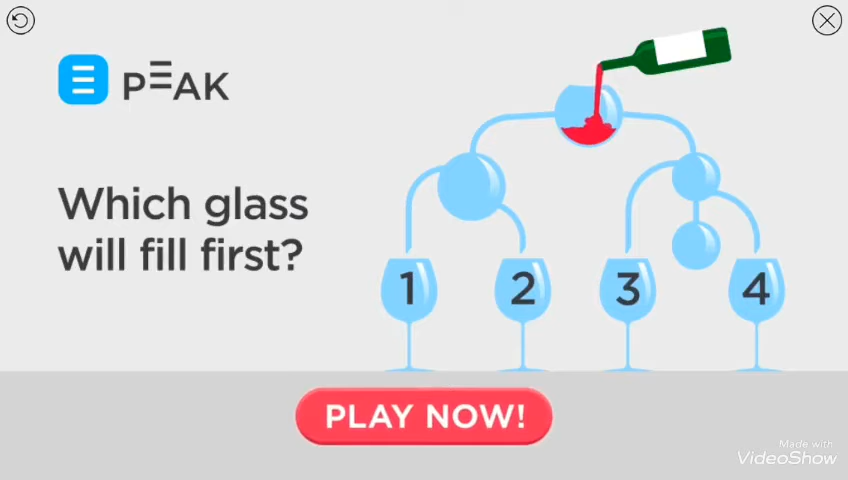 PEAK
Which glass
will fill first?
1 2 3 4
PLAY NOW!
Made with
VideoShow